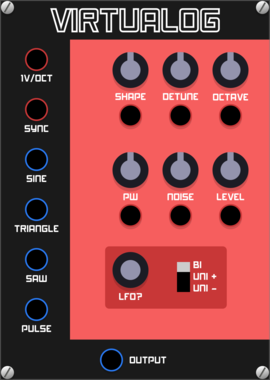 VIRTUALOG
1V/OCT
SYNC
SINE
TRIANGLE
SAW
PULSE
SHAPE DETUNE OCTAVE
PW NOISE LEVEL
LFO?
BI
UNI +
UNI -
OUTPUT